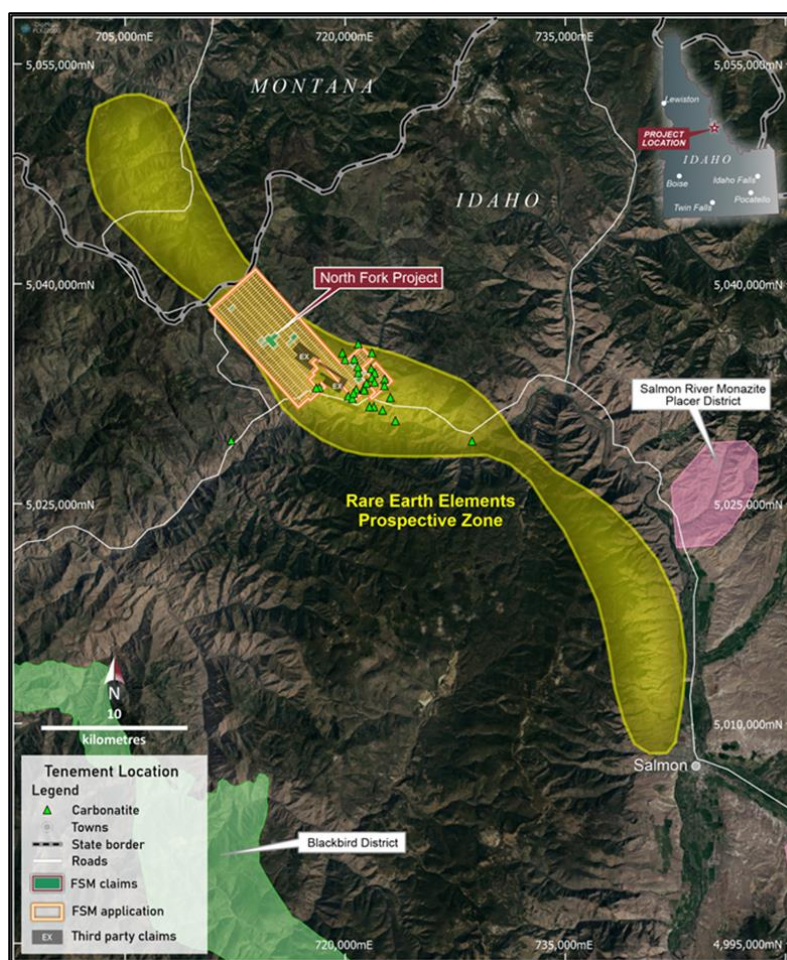 705,000mE
720,000mE
735,000mE
5,055,000mN
5,055,000mN
MONTANA
Lewiston
PROJECT
LOCATION
IDAHO
Boise
Idaho Falls
Pocatello
Twin Falls
IDAHO
5,040,000mN
5,040,000mN
North Fork Project
EX
EX
Salmon River Monazite
Placer District
5,025,000mN
5,025,000mN
Rare Earth Elements
Prospective Zone
N
10
kilometres
5,010,000mN
Salmon
Tenement Location
Legend
Carbonatite
Towns
State border
Roads
FSM claims
FSM application
EX
Third party claims
Blackbird District
720,000mE
735,000mE
4,995,000mN